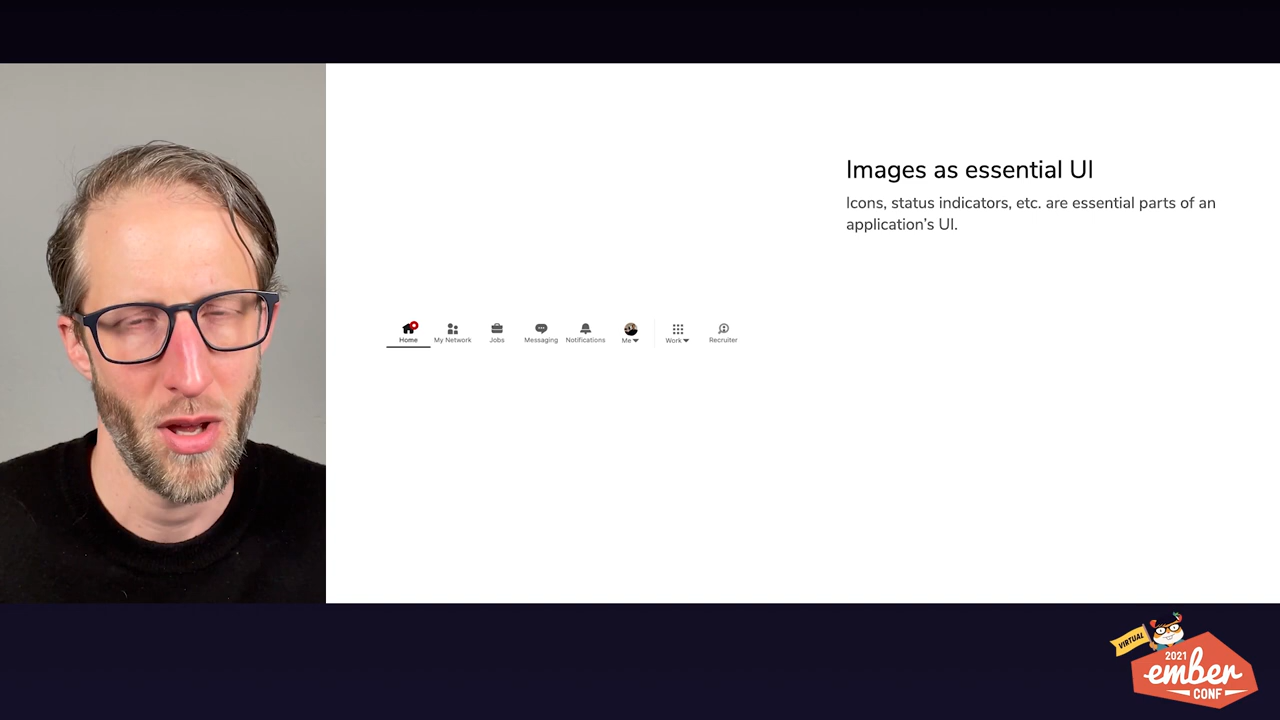 Images as essential UI
Icons, status indicators, etc. are essential parts of an
application's UI.
Home My Network Jobs Messaging Notifications Me Work Recruiter
VIRTUAL
2021
ember
CONF